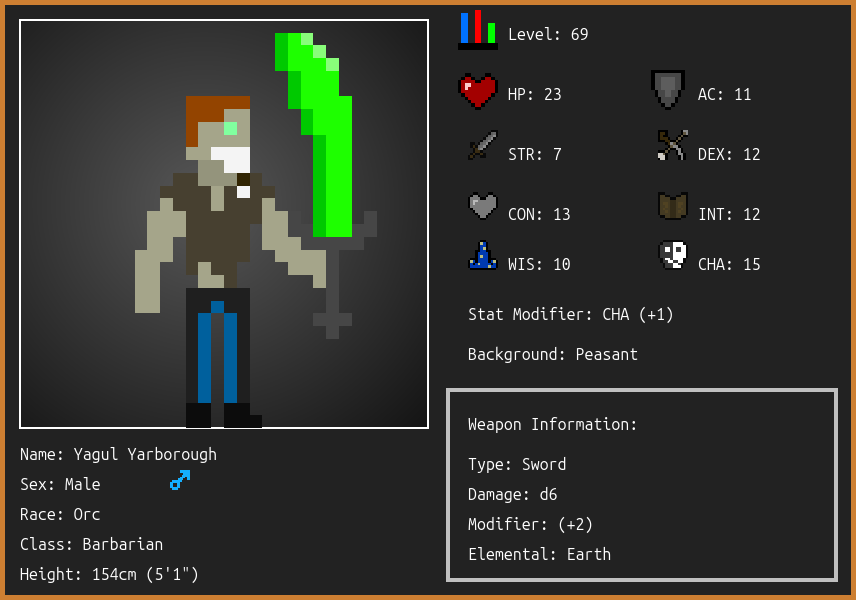 Level: 69
HP: 23
AC: 11
STR: 7
DEX: 12
CON: 13
INT: 12
WIS: 10
CHA: 15
Stat Modifier: CHA (+1)
Background: Peasant
Weapon Information:
Type: Sword
Damage: d6
Modifier: (+2)
Elemental: Earth
Name: Yagul Yarborough
Sex: Male
Race: Orc
Class: Barbarian
Height: 154cm (5'1")